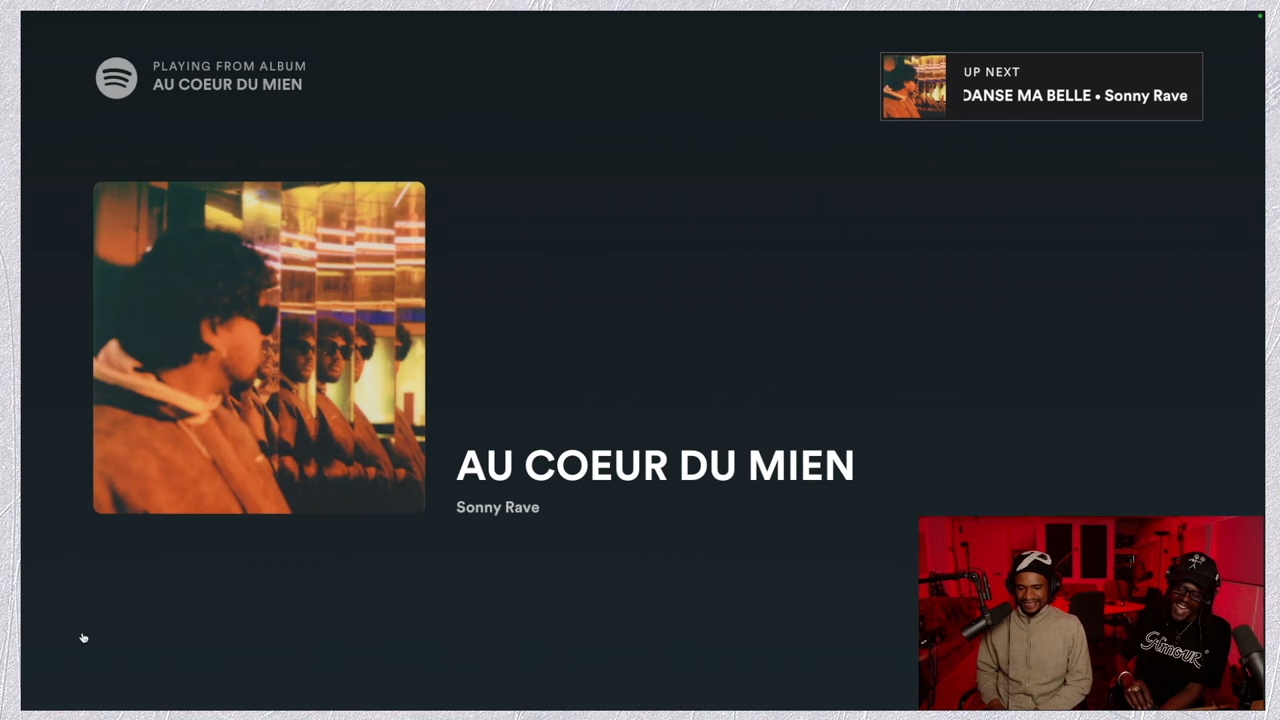 PLAYING FROM ALBUM
AU COEUR DU MIEN
UP NEXT
DANSE MA BELLE • Sonny Rave
AU COEUR DU MIEN
Sonny Rave
Glmour